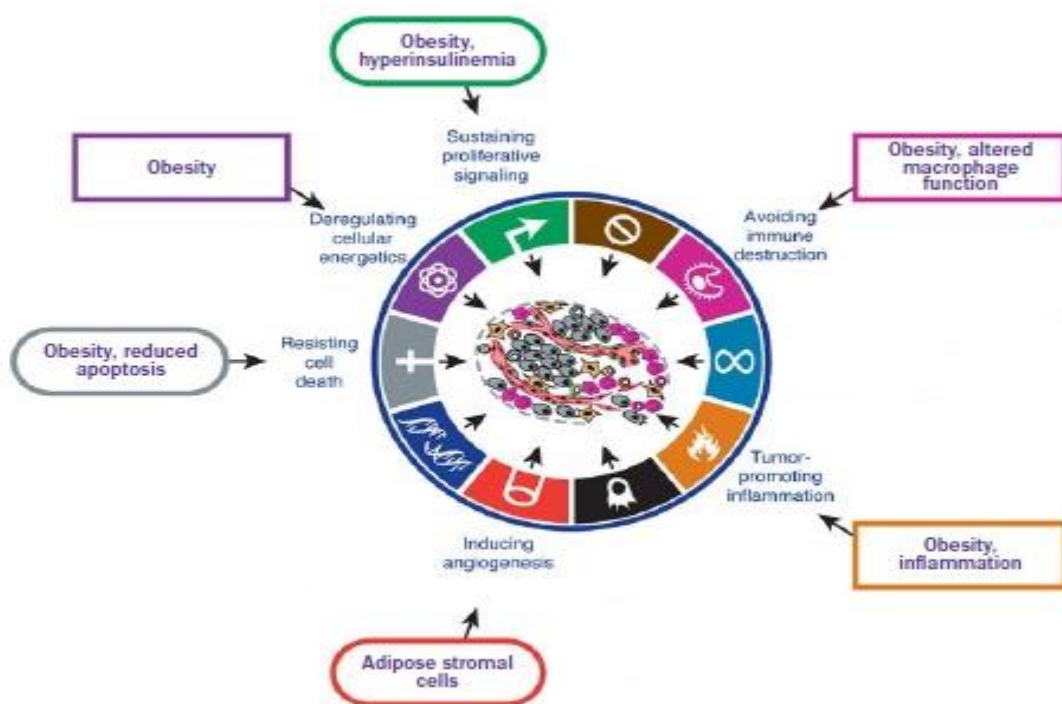 Obesity,
hyperinsulinemia
Sustaining
proliferative
signaling
Obesity
Obesity, altered
macrophage
function
Deregulating
cellular
energetics
Avoiding
immune
destruction
Obesity, reduced
apoptosis
Resisting
cell
death
Tumor-
promoting
inflammation
Inducing
angiogenesis
Obesity,
inflammation
Adipose stromal
cells